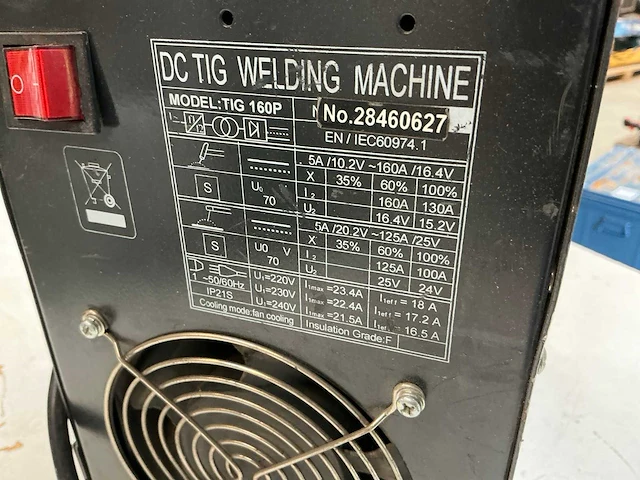 DC TIG WELDING MACHINE
MODEL:TIG 160P No.28460627
EN / IEC60974.1
5A/10.2V ~160A /16.4V
X 35% 60% 100%
S U₀ 70 I₂ 160A 130A
U₂ 16.4V 15.2V
5A/20.2V ~125A /25V
X 35% 60% 100%
S U0 V 70 I₂ 125A 100A
U₂ 25V 24V
1 ~50/60Hz U₁=220V I₁max =23.4A I₁eff = 18 A
IP21S U₁=230V I₁max =22.4A I₁eff = 17.2 A
Cooling mode:fan cooling U₁=240V I₁max =21.5A I₁ef = 16.5 A
Insulation Grade:F